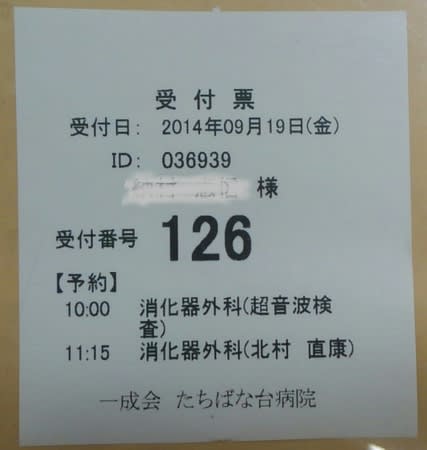 受付票
受付日： 2014年09月19日(金)
ID： 036939
様
受付番号 126
【予約】
10:00 消化器外科(超音波検
査)
11:15 消化器外科(北村 直康)
一成会 たちばな台病院